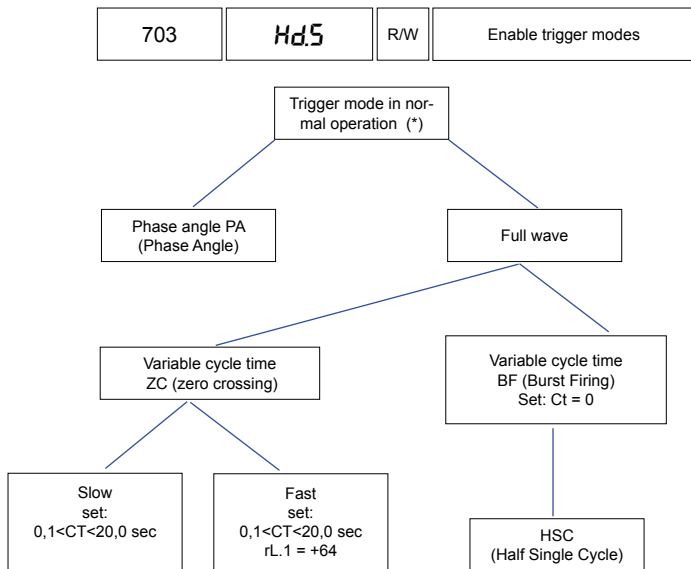 703 Hd.5 R/W Enable trigger modes
Trigger mode in nor-
mal operation (*)
Phase angle PA
(Phase Angle)
Full wave
Variable cycle time
ZC (zero crossing)
Variable cycle time
BF (Burst Firing)
Set: Ct = 0
Slow
set:
0,1<CT<20,0 sec
Fast
set:
0,1<CT<20,0 sec
rL.1 = +64
HSC
(Half Single Cycle)